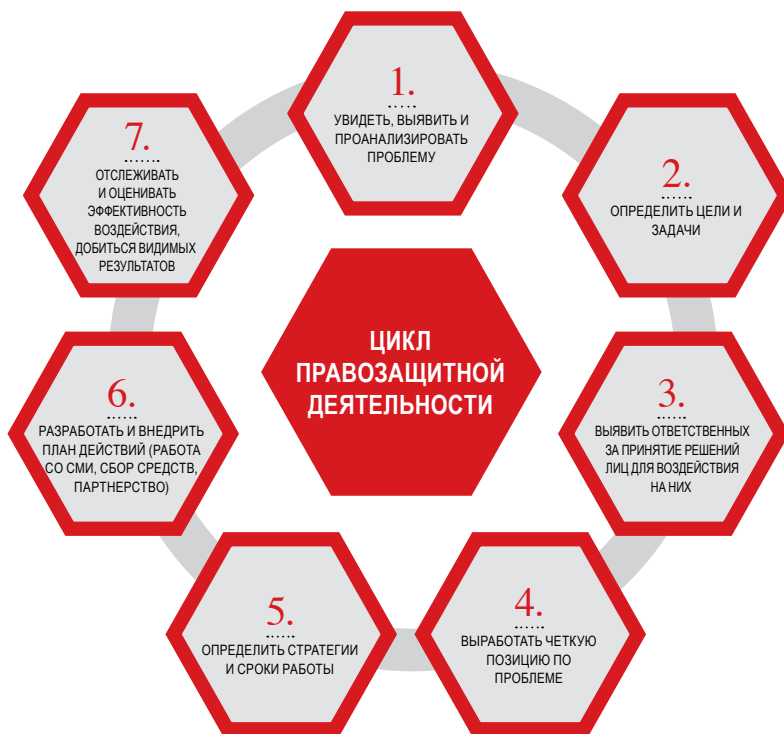 1.
УВИДЕТЬ, ВЫЯВИТЬ И
ПРОАНАЛИЗИРОВАТЬ
ПРОБЛЕМУ
2.
ОПРЕДЕЛИТЬ ЦЕЛИ И
ЗАДАЧИ
3.
ВЫЯВИТЬ ОТВЕТСТВЕННЫХ
ЗА ПРИНЯТИЕ РЕШЕНИЙ
ЛИЦ ДЛЯ ВОЗДЕЙСТВИЯ
НА НИХ
4.
ВЫРАБОТАТЬ ЧЕТКУЮ
ПОЗИЦИЮ ПО
ПРОБЛЕМЕ
5.
ОПРЕДЕЛИТЬ СТРАТЕГИИ
И СРОКИ РАБОТЫ
6.
РАЗРАБОТАТЬ И ВНЕДРИТЬ
ПЛАН ДЕЙСТВИЙ (РАБОТА
СО СМИ, СБОР СРЕДСТВ,
ПАРТНЕРСТВО)
7.
ОТСЛЕЖИВАТЬ
И ОЦЕНИВАТЬ
ЭФФЕКТИВНОСТЬ
ВОЗДЕЙСТВИЯ,
ДОБИТЬСЯ ВИДИМЫХ
РЕЗУЛЬТАТОВ
ЦИКЛ
ПРАВОЗАЩИТНОЙ
ДЕЯТЕЛЬНОСТИ